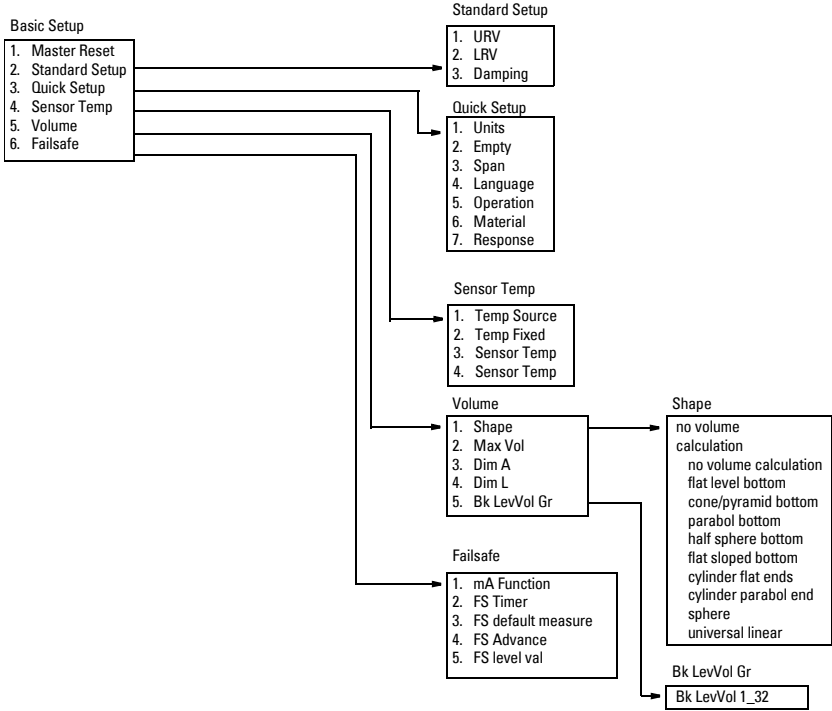 Basic Setup
1. Master Reset
2. Standard Setup
3. Quick Setup
4. Sensor Temp
5. Volume
6. Failsafe
Standard Setup
1. URV
2. LRV
3. Damping
Quick Setup
1. Units
2. Empty
3. Span
4. Language
5. Operation
6. Material
7. Response
Sensor Temp
1. Temp Source
2. Temp Fixed
3. Sensor Temp
4. Sensor Temp
Volume
1. Shape
2. Max Vol
3. Dim A
4. Dim L
5. Bk LevVol Gr
Shape
no volume
calculation
no volume calculation
flat level bottom
cone/pyramid bottom
parabol bottom
half sphere bottom
flat sloped bottom
cylinder flat ends
cylinder parabol end
sphere
universal linear
Failsafe
1. mA Function
2. FS Timer
3. FS default measure
4. FS Advance
5. FS level val
Bk LevVol Gr
Bk LevVol 1_32